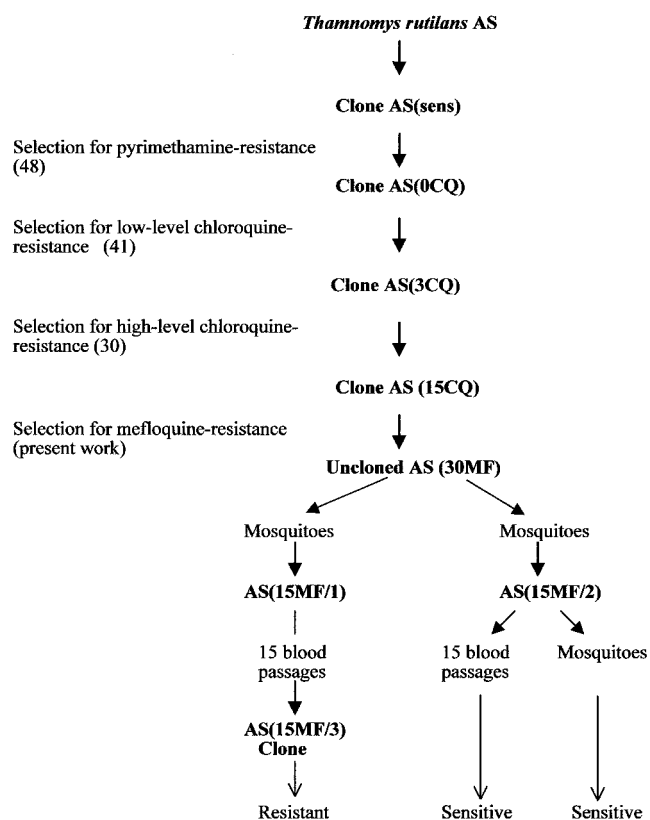 Thamnomys rutilans AS
Clone AS(sens)
Selection for pyrimethamine-resistance
(48)
Clone AS(0CQ)
Selection for low-level chloroquine-
resistance (41)
Clone AS(3CQ)
Selection for high-level chloroquine-
resistance (30)
Clone AS (15CQ)
Selection for mefloquine-resistance
(present work)
Uncloned AS (30MF)
Mosquitoes Mosquitoes
AS(15MF/1) AS(15MF/2)
15 blood 15 blood Mosquitoes
passages passages
AS(15MF/3)
Clone
Resistant Sensitive Sensitive